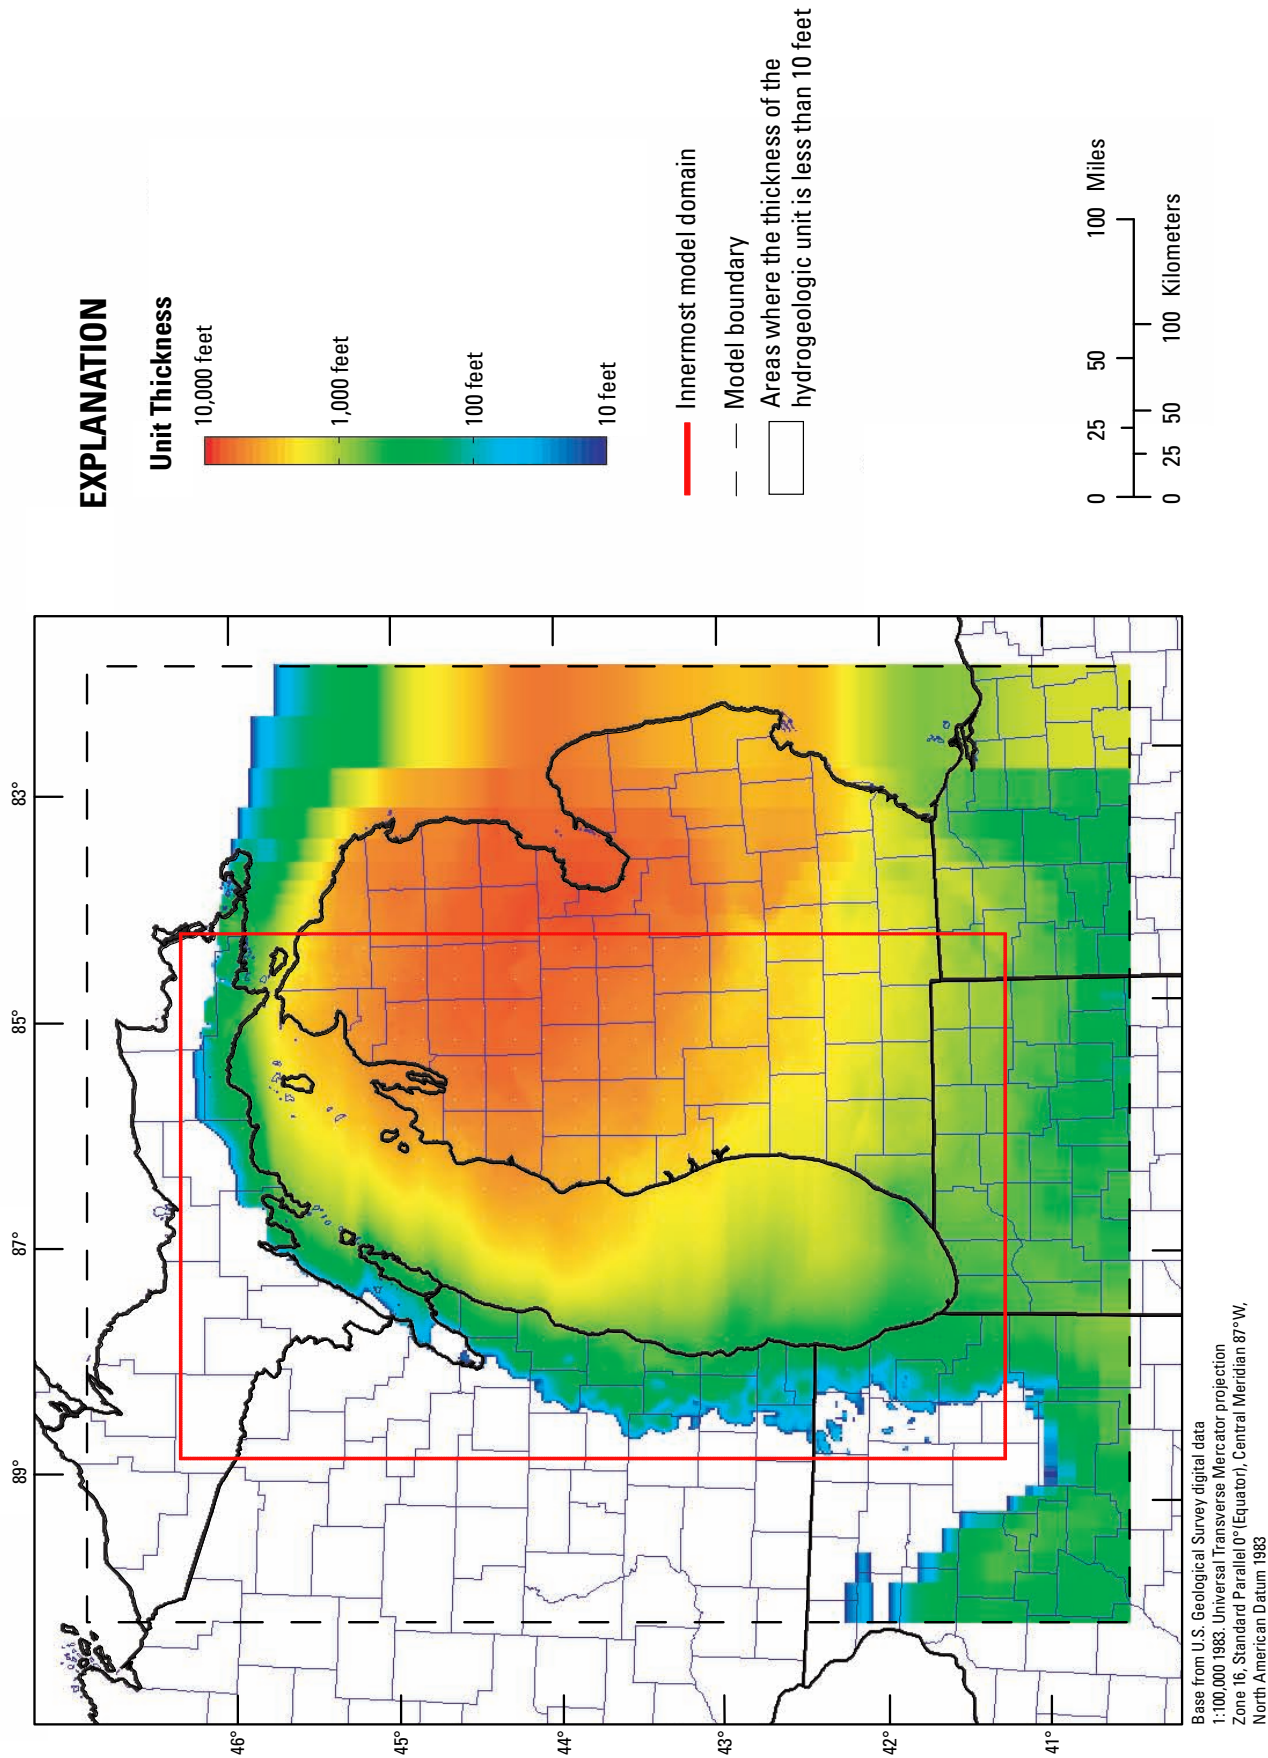 EXPLANATION
Unit Thickness
10,000 feet
1,000 feet
100 feet
10 feet
Innermost model domain
Model boundary
Areas where the thickness of the
hydrogeologic unit is less than 10 feet
0 25 50 100 Miles
0 25 50 100 Kilometers
89° 87° 85° 83°
46°
45°
44°
43°
42°
41°
Base from U.S. Geological Survey digital data
1:100,000 1983. Universal Transverse Mercator projection
Zone 16, Standard Parallel 0° (Equator), Central Meridian 87° W,
North American Datum 1983